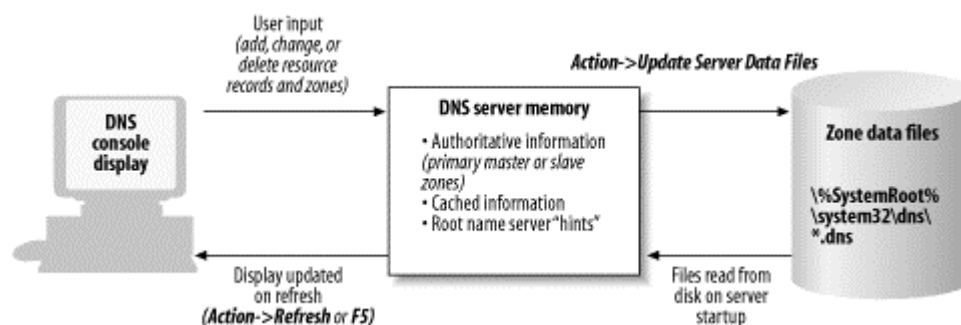 User input
(add, change, or
delete resource
records and zones)
Action->Update Server Data Files
DNS
console
display
DNS server memory
• Authoritative information
(primary master or slave
zones)
• Cached information
• Root name server"hints"
Zone data files
\%SystemRoot%
\system32\dns\
*.dns
Display updated
on refresh
(Action->Refresh or F5)
Files read from
disk on server
startup